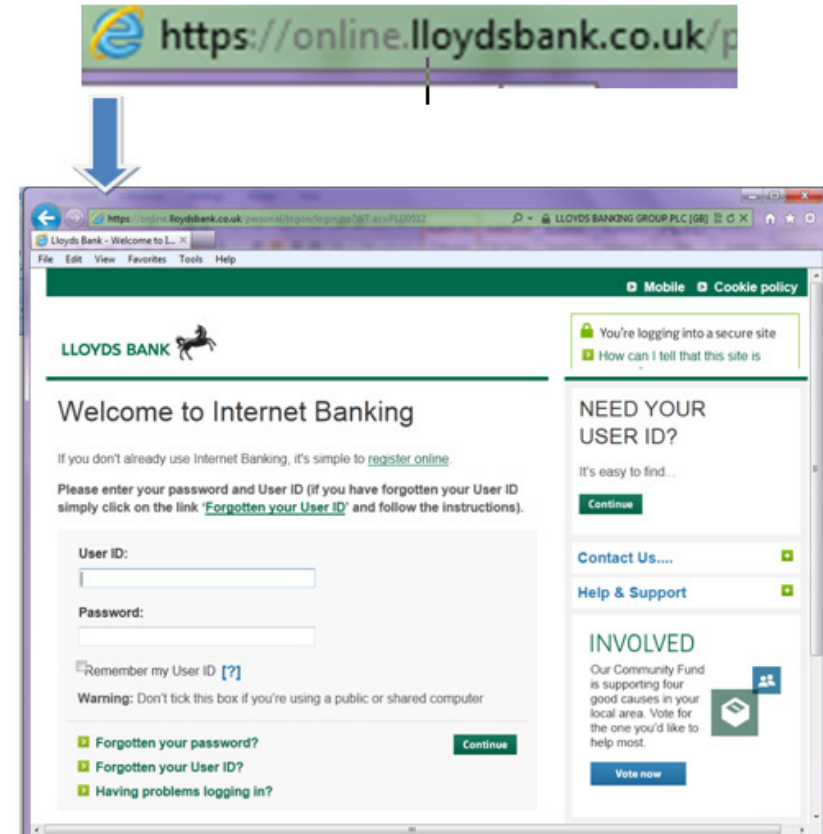 https://online.lloydsbank.co.uk/p
https://online.lloydsbank.co.uk/personal/logon/login.jsp?WT.ac=PLO0512
LLOYDS BANKING GROUP PLC [GB]
Lloyds Bank - Welcome to I...
File Edit View Favorites Tools Help
Mobile Cookie policy
LLOYDS BANK
You're logging into a secure site
How can I tell that this site is
Welcome to Internet Banking
If you don't already use Internet Banking, it's simple to register online.
Please enter your password and User ID (if you have forgotten your User ID
simply click on the link 'Forgotten your User ID' and follow the instructions).
User ID:
Password:
Remember my User ID [?]
Warning: Don't tick this box if you're using a public or shared computer
Forgotten your password?
Continue
Forgotten your User ID?
Having problems logging in?
NEED YOUR
USER ID?
It's easy to find...
Continue
Contact Us....
Help & Support
INVOLVED
Our Community Fund
is supporting four
good causes in your
local area. Vote for
the one you'd like to
help most.
Vote now